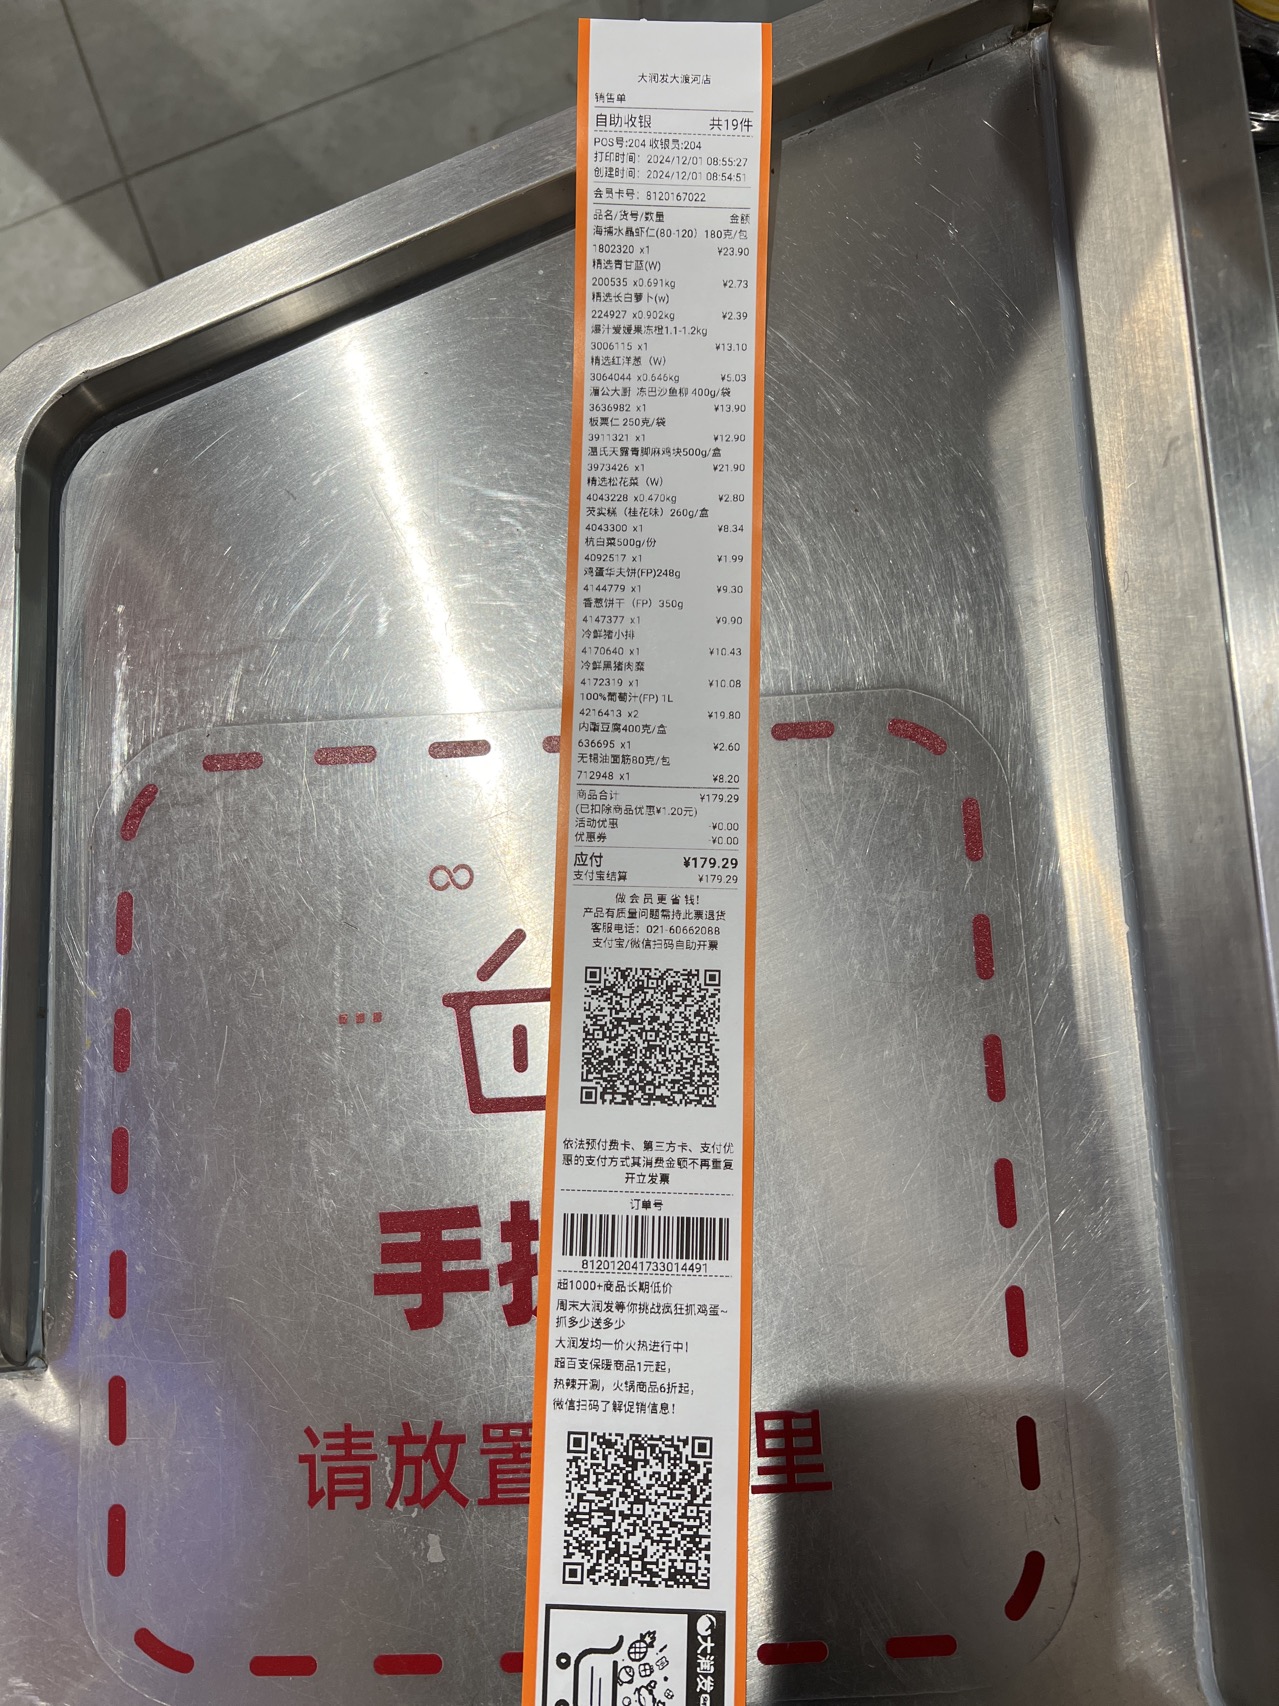 大润发大渡河店
销售单
自助收银 共19件
POS号:204 收银员:204
打印时间: 2024/12/01 08:55:27
创建时间: 2024/12/01 08:54:51
会员卡号: 8120167022
品名/货号/数量 金额
海捕水晶虾仁(80-120) 180克/包
1802320 x1 ¥23.90
精选青甘蓝(W)
200535 x0.691kg ¥2.73
精选长白萝卜(w)
224927 x0.902kg ¥2.39
爆汁爱媛果冻橙1.1-1.2kg
3006115 x1 ¥13.10
精选红洋葱 (W)
3064044 x0.646kg ¥5.03
湄公大厨 冻巴沙鱼柳 400g/袋
3636982 x1 ¥13.90
板栗仁 250克/袋
3911321 x1 ¥12.90
温氏天露青脚麻鸡块500g/盒
3973426 x1 ¥21.90
精选松花菜 (W)
4043228 x0.470kg ¥2.80
芡实糕 (桂花味) 260g/盒
4043300 x1 ¥8.34
杭白菜500g/份
4092517 x1 ¥1.99
鸡蛋华夫饼(FP)248g
4144779 x1 ¥9.30
香葱饼干 (FP) 350g
4147377 x1 ¥9.90
冷鲜猪小排
4170640 x1 ¥10.43
冷鲜黑猪肉糜
4172319 x1 ¥10.08
100%葡萄汁(FP) 1L
4216413 x2 ¥19.80
内酯豆腐400克/盒
636695 x1 ¥2.60
无锡油面筋80克/包
712948 x1 ¥8.20
商品合计 ¥179.29
(已扣除商品优惠¥1.20元)
活动优惠 -¥0.00
优惠券 -¥0.00
应付 ¥179.29
支付宝结算 ¥179.29
做会员更省钱!
产品有质量问题需持此票退货
客服电话: 021-60662088
支付宝/微信扫码自助开票
依法预付费卡、第三方卡、支付优
惠的支付方式其消费金额不再重复
开立发票
订单号
812012041733014491
超1000+商品长期低价
周末大润发等你挑战疯狂抓鸡蛋~
抓多少送多少
大润发均一价火热进行中!
超百支保暖商品1元起,
热辣开涮, 火锅商品6折起,
微信扫码了解促销信息!
大润发
手
请放置
里